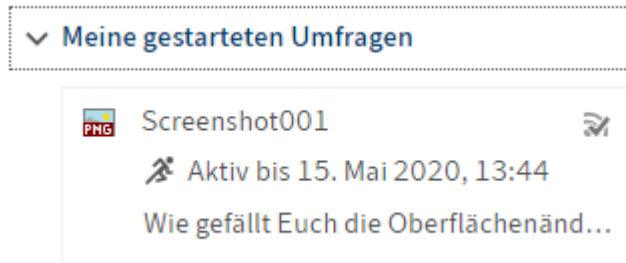 Meine gestarteten Umfragen
PNG Screenshot001
Aktiv bis 15. Mai 2020, 13:44
Wie gefällt Euch die Oberflächenänd...